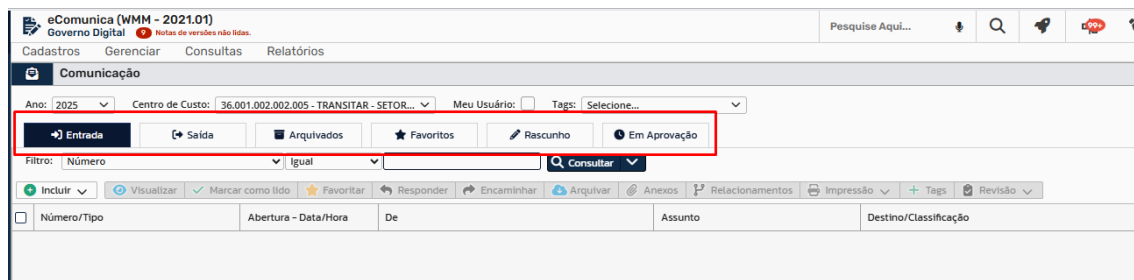 eComunica (WMM - 2021.01)
Governo Digital 9 Notas de versões não lidas.
Pesquise Aqui...
99+
Cadastros Gerenciar Consultas Relatórios
Comunicação
Ano: 2025 Centro de Custo: 36.001.002.002.005 - TRANSITAR - SETOR... Meu Usuário: Tags: Selecione...
Entrada Saída Arquivados Favoritos Rascunho Em Aprovação
Filtro: Número Igual Consultar
Incluir Visualizar Marcar como lido Favoritar Responder Encaminhar Arquivar Anexos Relacionamentos Impressão Tags Revisão
Número/Tipo Abertura - Data/Hora De Assunto Destino/Classificação